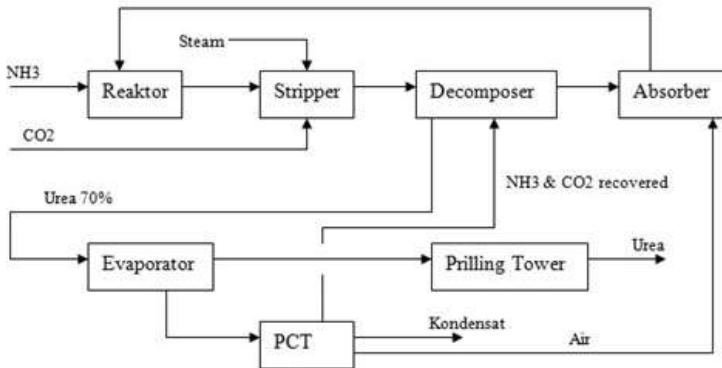 Steam
NH3
Reaktor
Stripper
Decomposer
Absorber
CO2
NH3 & CO2 recovered
Urea 70%
Urea
Evaporator
Prilling Tower
Kondensat
PCT
Air